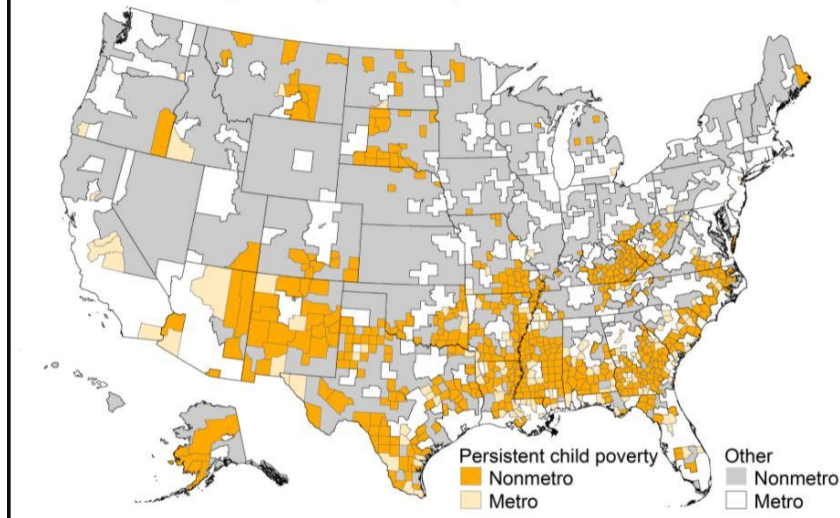 Persistent child poverty
Nonmetro
Metro
Other
Nonmetro
Metro